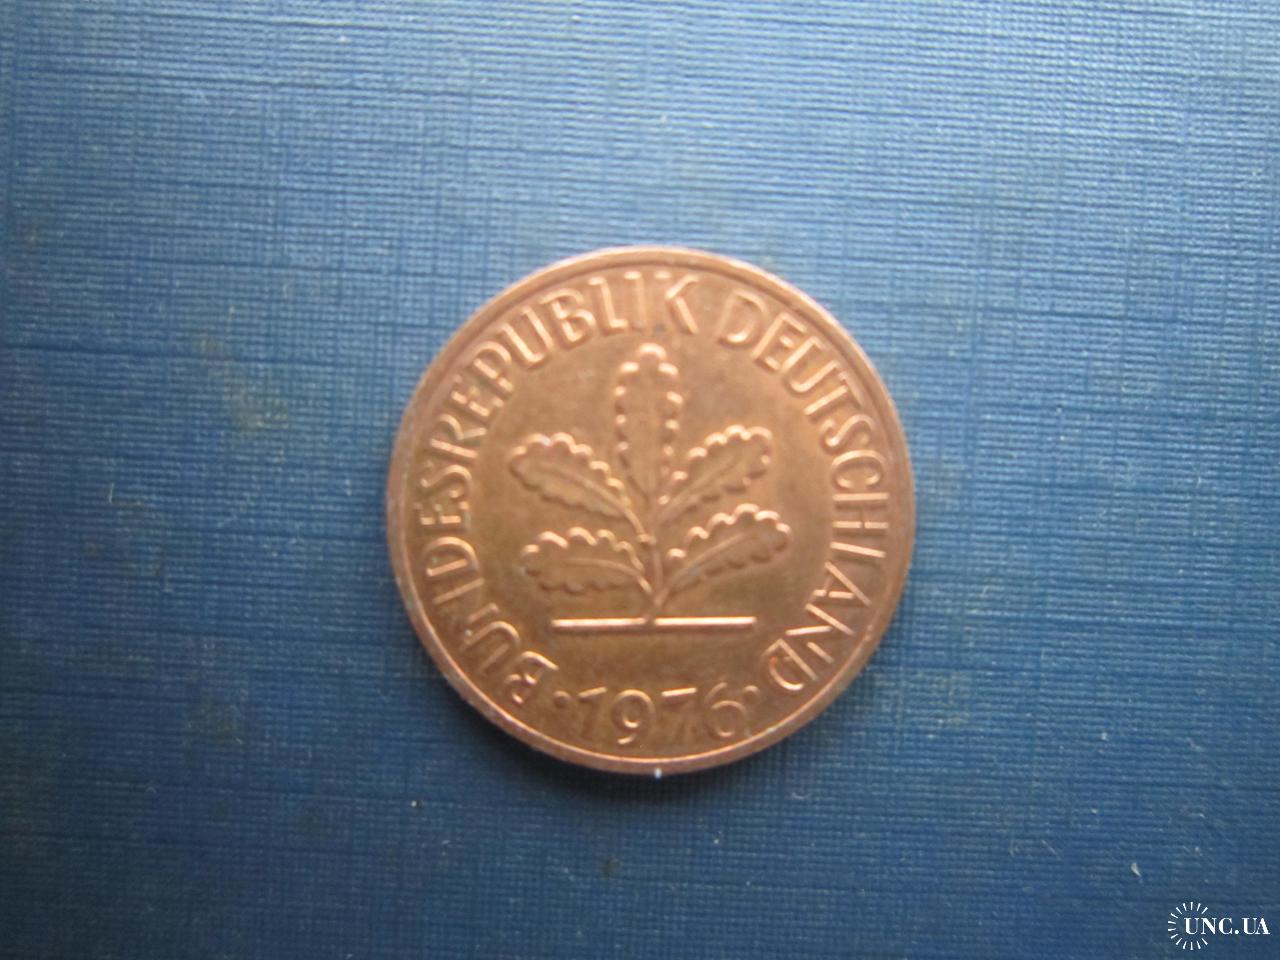 BUNDESREPUBLIK DEUTSCHLAND
· 1976 ·
UNC.UA